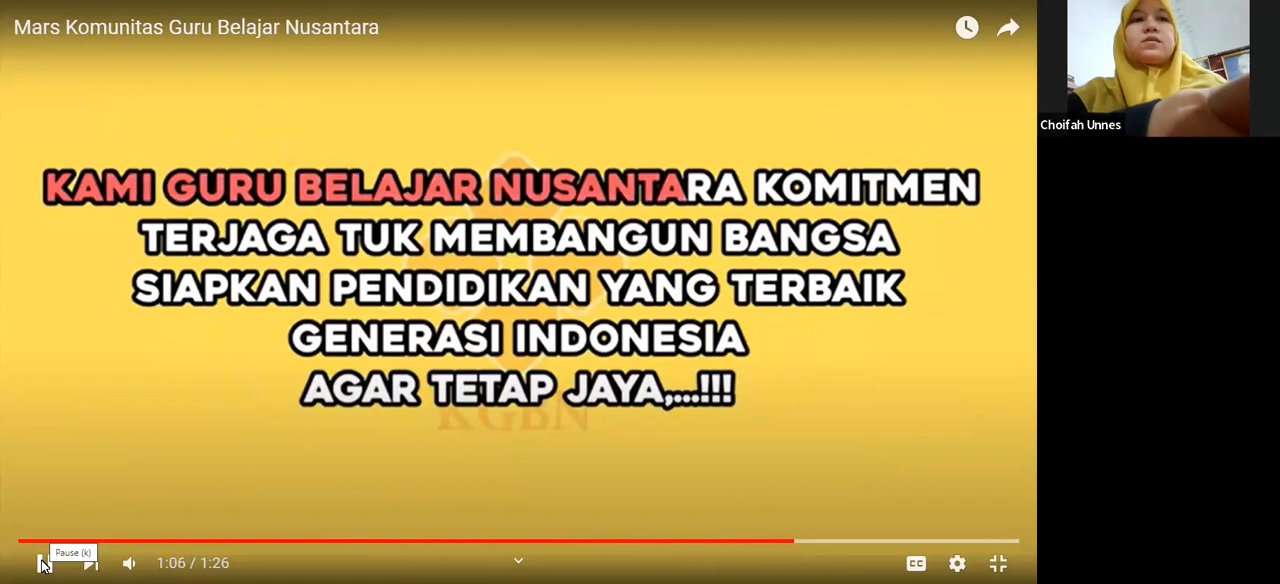 Mars Komunitas Guru Belajar Nusantara
KAMI GURU BELAJAR NUSANTARA KOMITMEN
TERJAGA TUK MEMBANGUN BANGSA
SIAPKAN PENDIDIKAN YANG TERBAIK
GENERASI INDONESIA
AGAR TETAP JAYA,...!!!
KGBN
Pause (k)
1:06 / 1:26
CC
Choifah Unnes